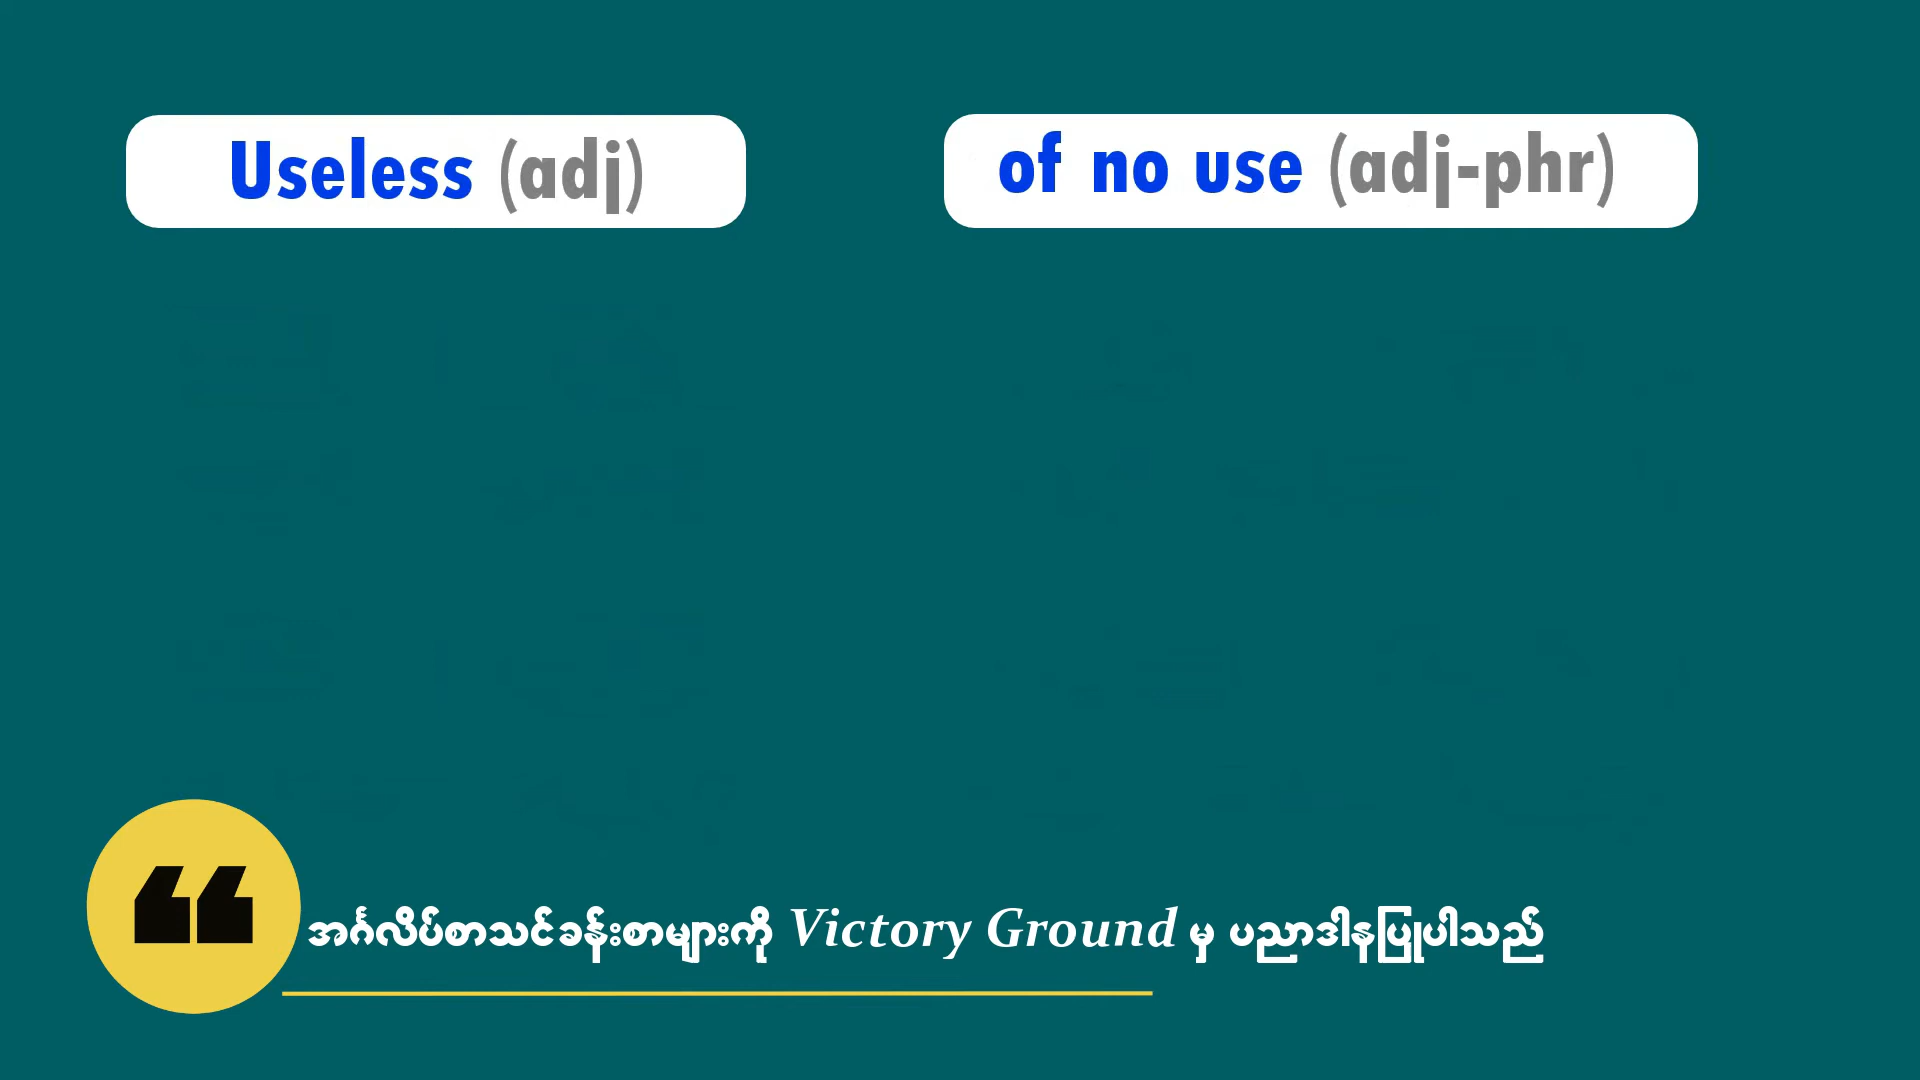 Useless (adj)
of no use (adj-phr)
အင်္ဂလိပ်စာသင်ခန်းစာများကို Victory Ground မှ ပညာဒါနပြုပါသည်